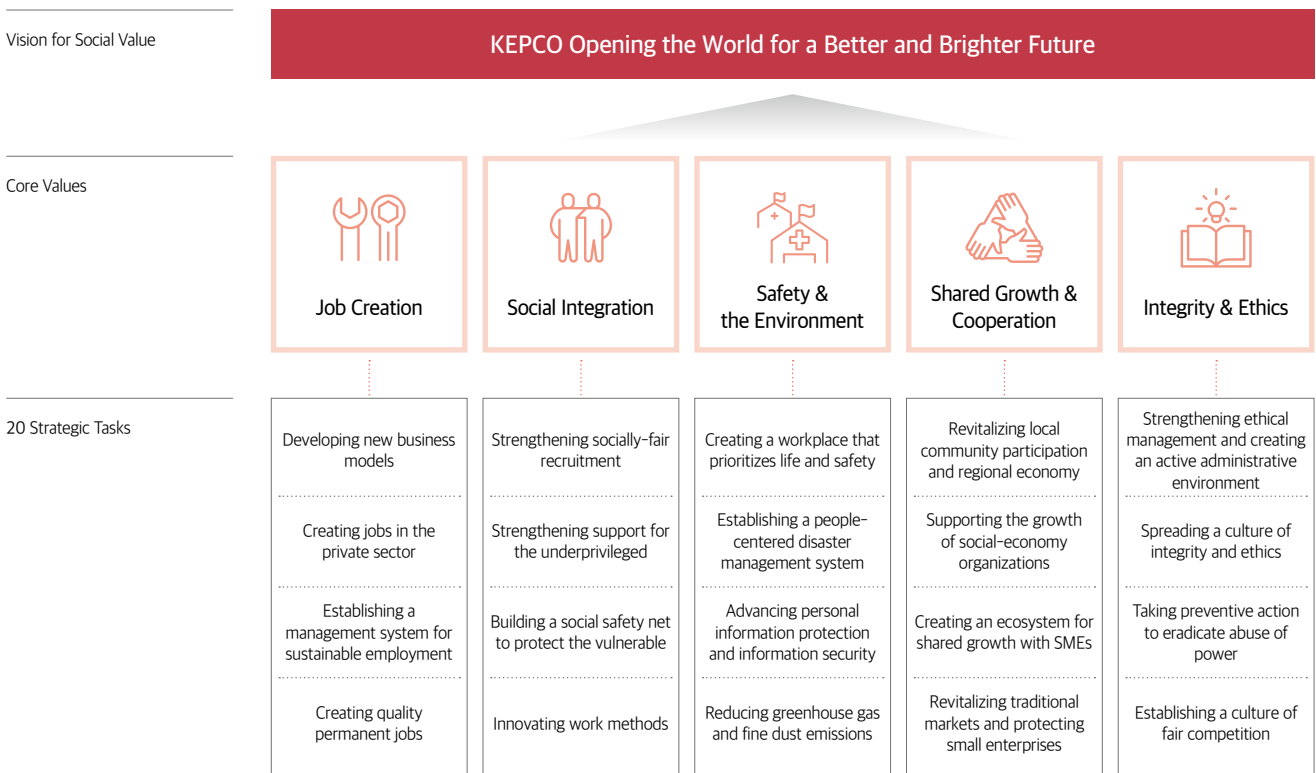 Vision for Social Value
KEPCO Opening the World for a Better and Brighter Future
Core Values
Job Creation
Social Integration
Safety &
the Environment
Shared Growth &
Cooperation
Integrity & Ethics
20 Strategic Tasks
Developing new business
models
Creating jobs in the
private sector
Establishing a
management system for
sustainable employment
Creating quality
permanent jobs
Strengthening socially-fair
recruitment
Strengthening support for
the underprivileged
Building a social safety net
to protect the vulnerable
Innovating work methods
Creating a workplace that
prioritizes life and safety
Establishing a people-
centered disaster
management system
Advancing personal
information protection
and information security
Reducing greenhouse gas
and fine dust emissions
Revitalizing local
community participation
and regional economy
Supporting the growth
of social-economy
organizations
Creating an ecosystem for
shared growth with SMEs
Revitalizing traditional
markets and protecting
small enterprises
Strengthening ethical
management and creating
an active administrative
environment
Spreading a culture of
integrity and ethics
Taking preventive action
to eradicate abuse of
power
Establishing a culture of
fair competition